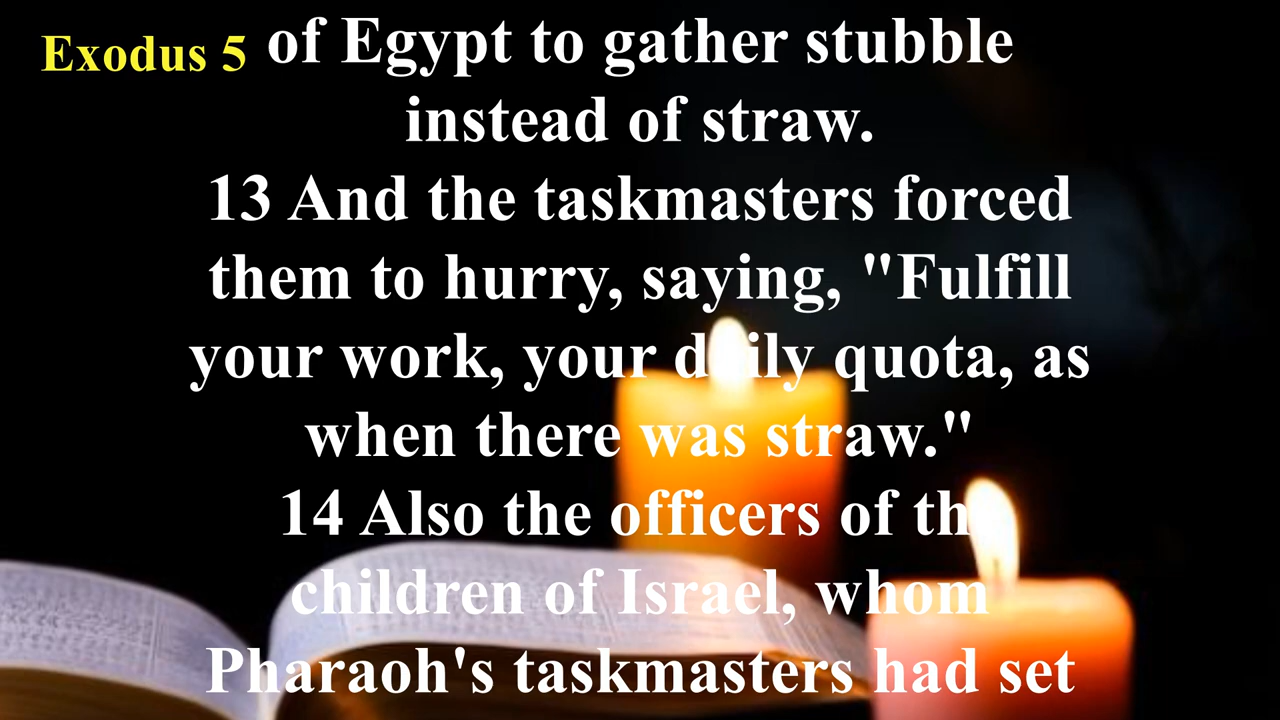 Exodus 5
of Egypt to gather stubble
instead of straw.
13 And the taskmasters forced
them to hurry, saying, "Fulfill
your work, your daily quota, as
when there was straw."
14 Also the officers of the
children of Israel, whom
Pharaoh's taskmasters had set